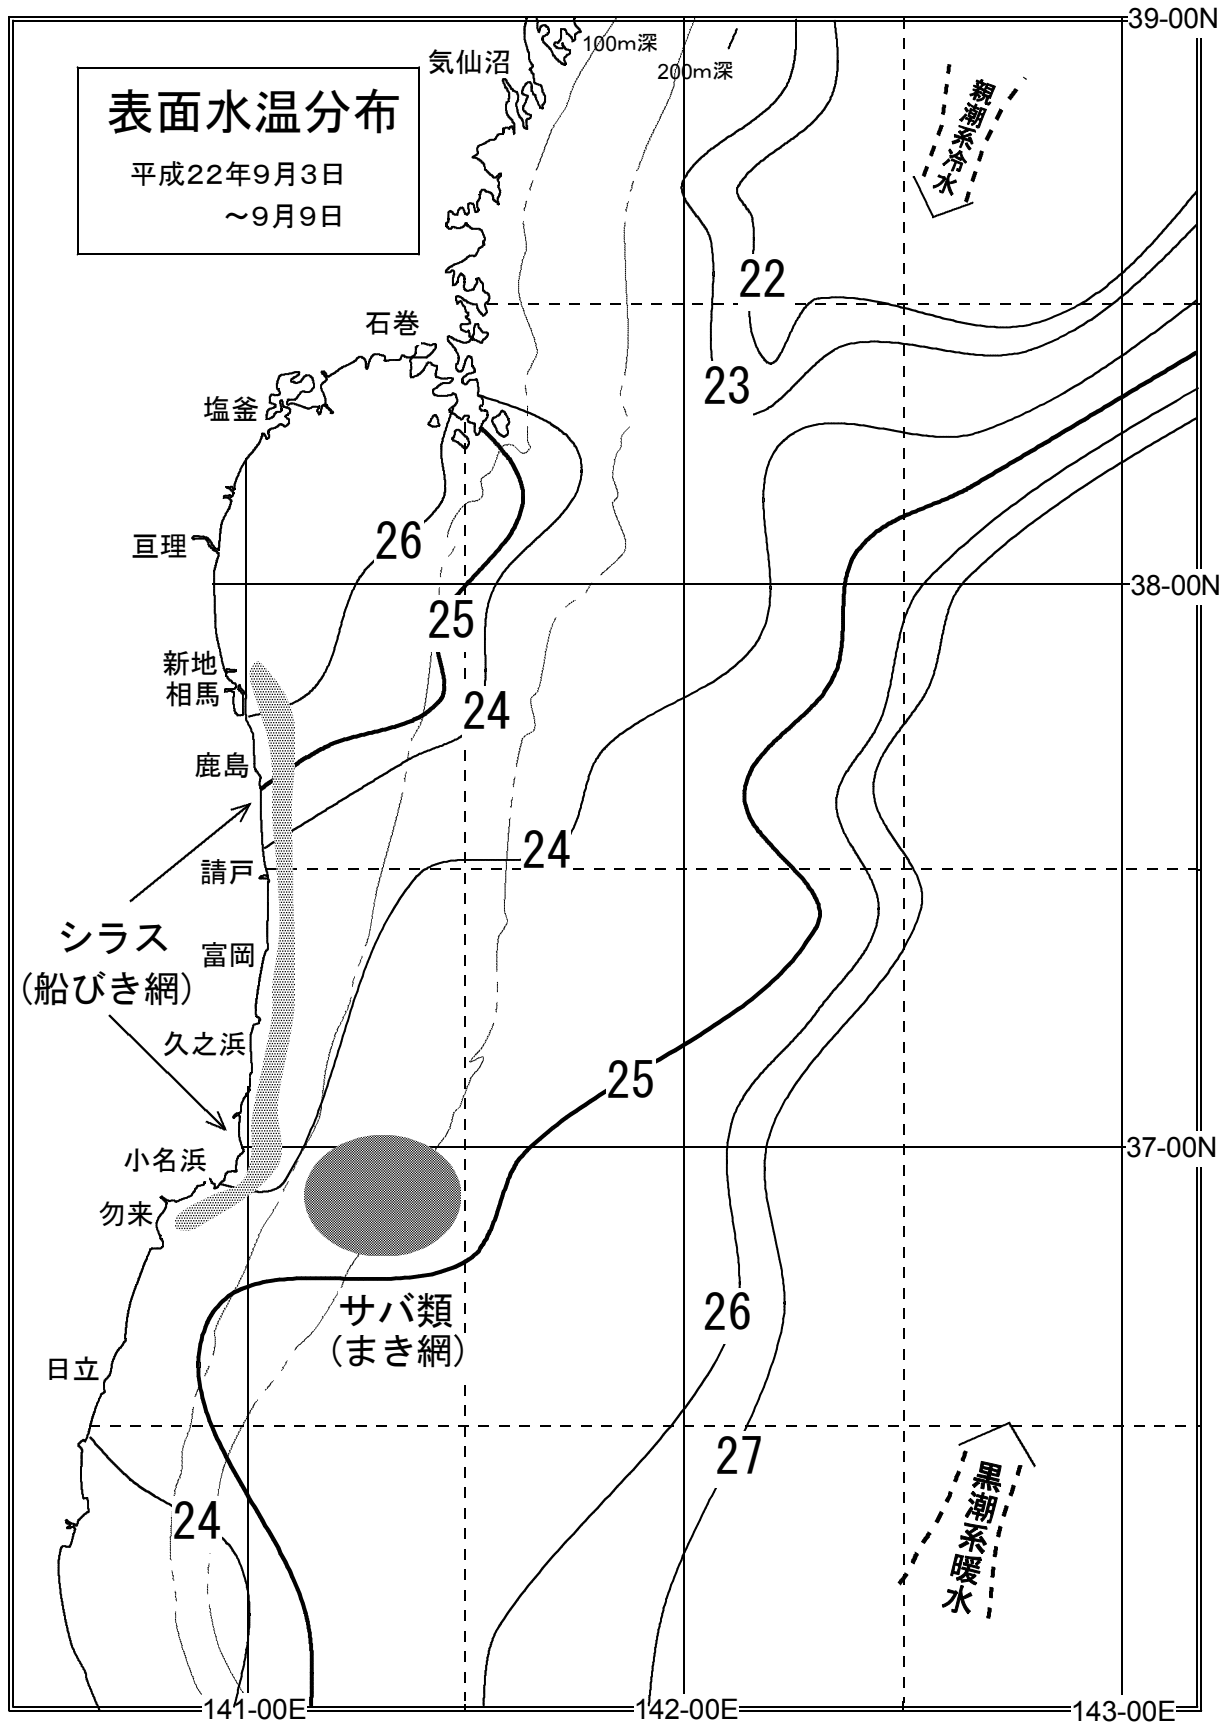 39-00N
気仙沼
100m深
200m深
表面水温分布
平成22年9月3日
～9月9日
親潮系冷水
22
石巻
23
塩釜
26
亘理
38-00N
25
新地
相馬
24
鹿島
24
請戸
シラス
(船びき網)
富岡
久之浜
25
37-00N
小名浜
勿来
サバ類
(まき網)
26
日立
27
黒潮系暖水
24
141-00E
142-00E
143-00E